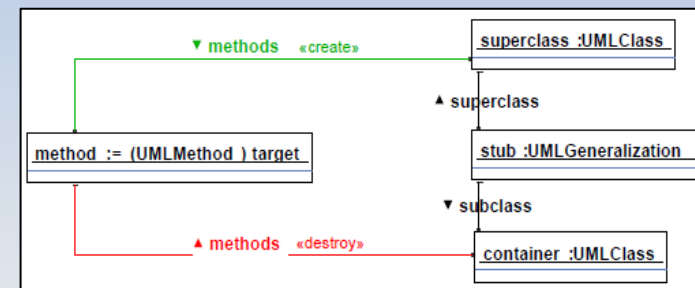 superclass :UMLClass
▼ methods «create»
▲ superclass
method := (UMLMethod ) target
stub :UMLGeneralization
▼ subclass
▲ methods «destroy»
container :UMLClass